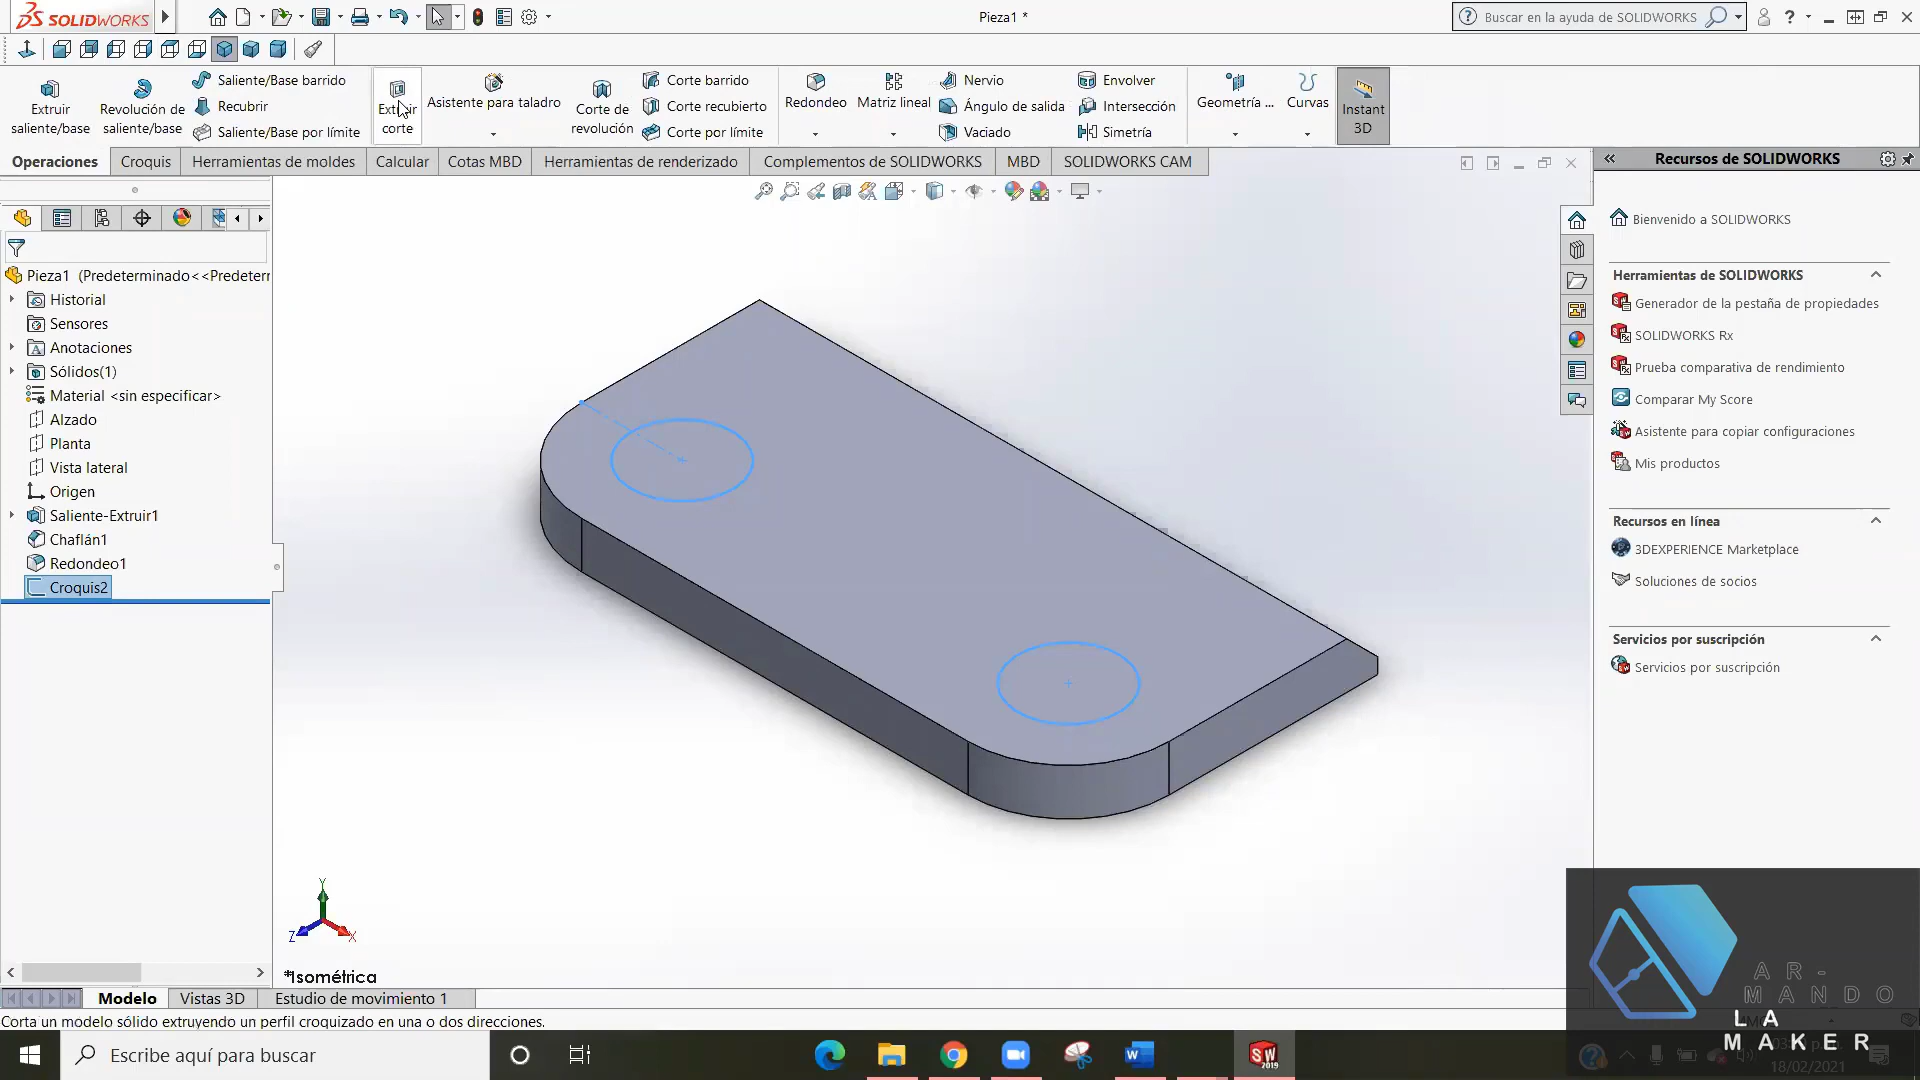 SOLIDWORKS
Pieza1 *
Buscar en la ayuda de SOLIDWORKS
Extruir saliente/base
Revolución de saliente/base
Saliente/Base barrido
Recubrir
Saliente/Base por límite
Extruir corte
Asistente para taladro
Corte de revolución
Corte barrido
Corte recubierto
Corte por límite
Redondeo
Matriz lineal
Nervio
Ángulo de salida
Vaciado
Envolver
Intersección
Simetría
Geometría ...
Curvas
Instant 3D
Operaciones
Croquis
Herramientas de moldes
Calcular
Cotas MBD
Herramientas de renderizado
Complementos de SOLIDWORKS
MBD
SOLIDWORKS CAM
Recursos de SOLIDWORKS
Pieza1 (Predeterminado<<Predeterr
Historial
Sensores
Anotaciones
Sólidos(1)
Material <sin especificar>
Alzado
Planta
Vista lateral
Origen
Saliente-Extruir1
Chaflán1
Redondeo1
Croquis2
Bienvenido a SOLIDWORKS
Herramientas de SOLIDWORKS
Generador de la pestaña de propiedades
SOLIDWORKS Rx
Prueba comparativa de rendimiento
Comparar My Score
Asistente para copiar configuraciones
Mis productos
Recursos en línea
3DEXPERIENCE Marketplace
Soluciones de socios
Servicios por suscripción
Servicios por suscripción
Y
Z
X
*Isométrica
Modelo
Vistas 3D
Estudio de movimiento 1
Corta un modelo sólido extruyendo un perfil croquizado en una o dos direcciones.
AR-
MANDO
LA
MAKER
Escribe aquí para buscar
SW
2019
18/02/2021